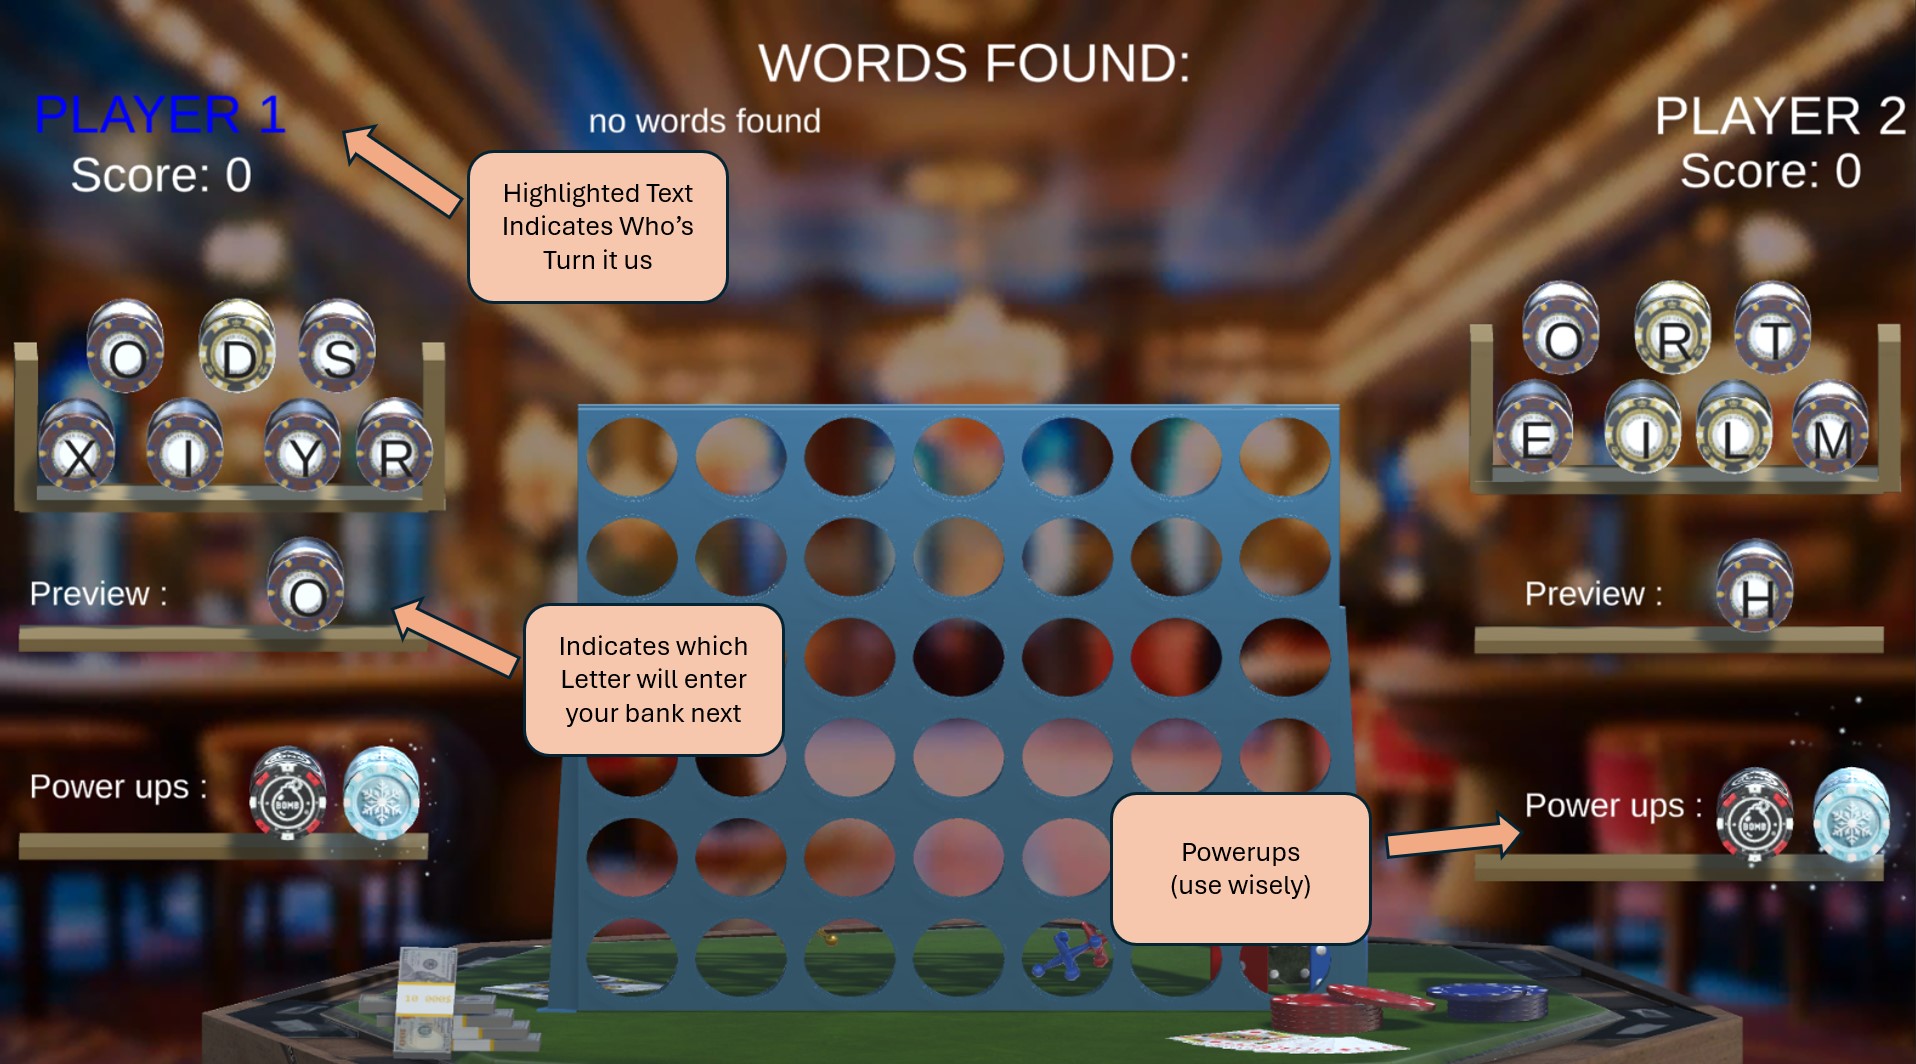 WORDS FOUND:
no words found
PLAYER 1
Score: 0
PLAYER 2
Score: 0
Highlighted Text
Indicates Who’s
Turn it us
O D S
X I Y R
O R T
E I L M
Preview :
O
Preview :
H
Indicates which
Letter will enter
your bank next
Power ups :
BOMB
Power ups :
BOMB
Powerups
(use wisely)